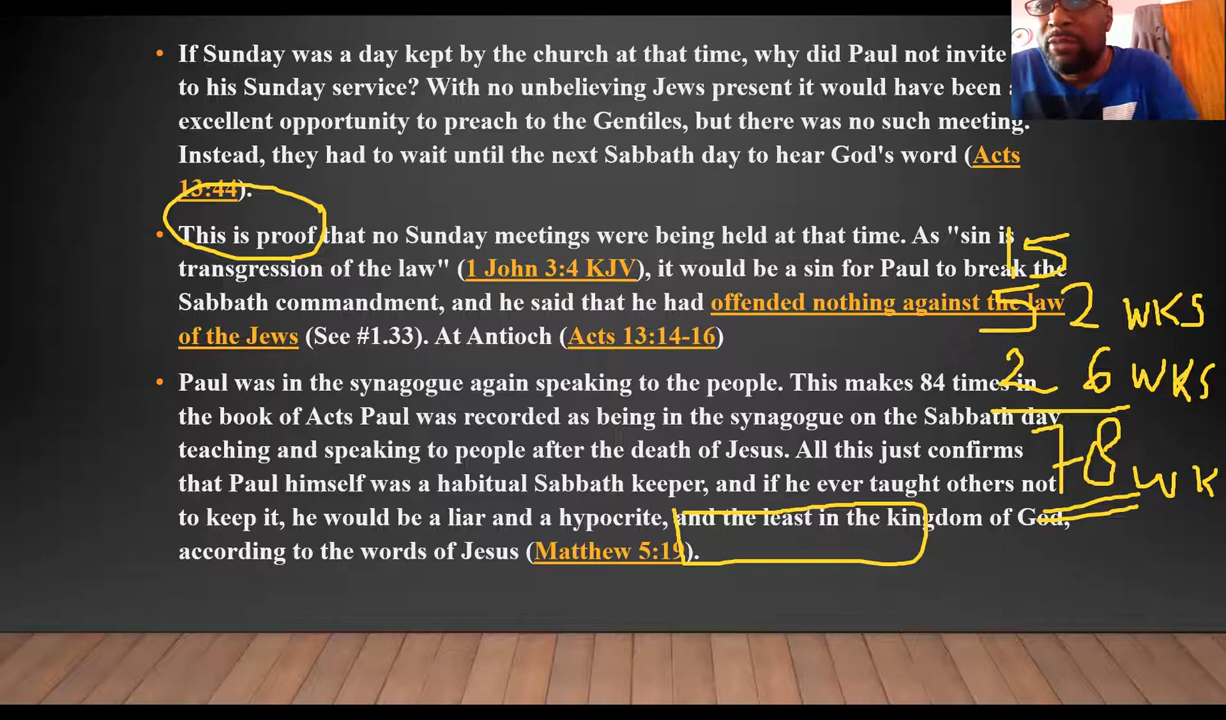 • If Sunday was a day kept by the church at that time, why did Paul not invite
to his Sunday service? With no unbelieving Jews present it would have been
excellent opportunity to preach to the Gentiles, but there was no such meeting.
Instead, they had to wait until the next Sabbath day to hear God's word (Acts
13:44).
• This is proof that no Sunday meetings were being held at that time. As "sin is
transgression of the law" (1 John 3:4 KJV), it would be a sin for Paul to break the
Sabbath commandment, and he said that he had offended nothing against the law
of the Jews (See #1.33). At Antioch (Acts 13:14-16)
• Paul was in the synagogue again speaking to the people. This makes 84 times in
the book of Acts Paul was recorded as being in the synagogue on the Sabbath day
teaching and speaking to people after the death of Jesus. All this just confirms
that Paul himself was a habitual Sabbath keeper, and if he ever taught others not
to keep it, he would be a liar and a hypocrite, and the least in the kingdom of God,
according to the words of Jesus (Matthew 5:19).
15
52 WKS
26 WKS
78 WK